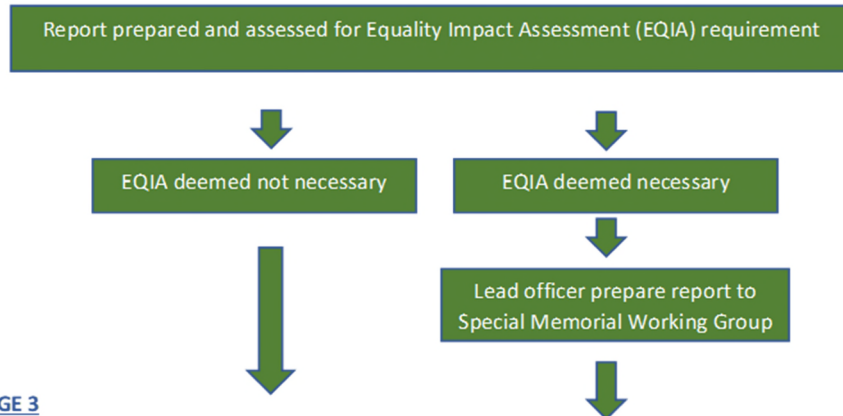 Report prepared and assessed for Equality Impact Assessment (EQIA) requirement
EQIA deemed not necessary
EQIA deemed necessary
Lead officer prepare report to
Special Memorial Working Group
GE 3